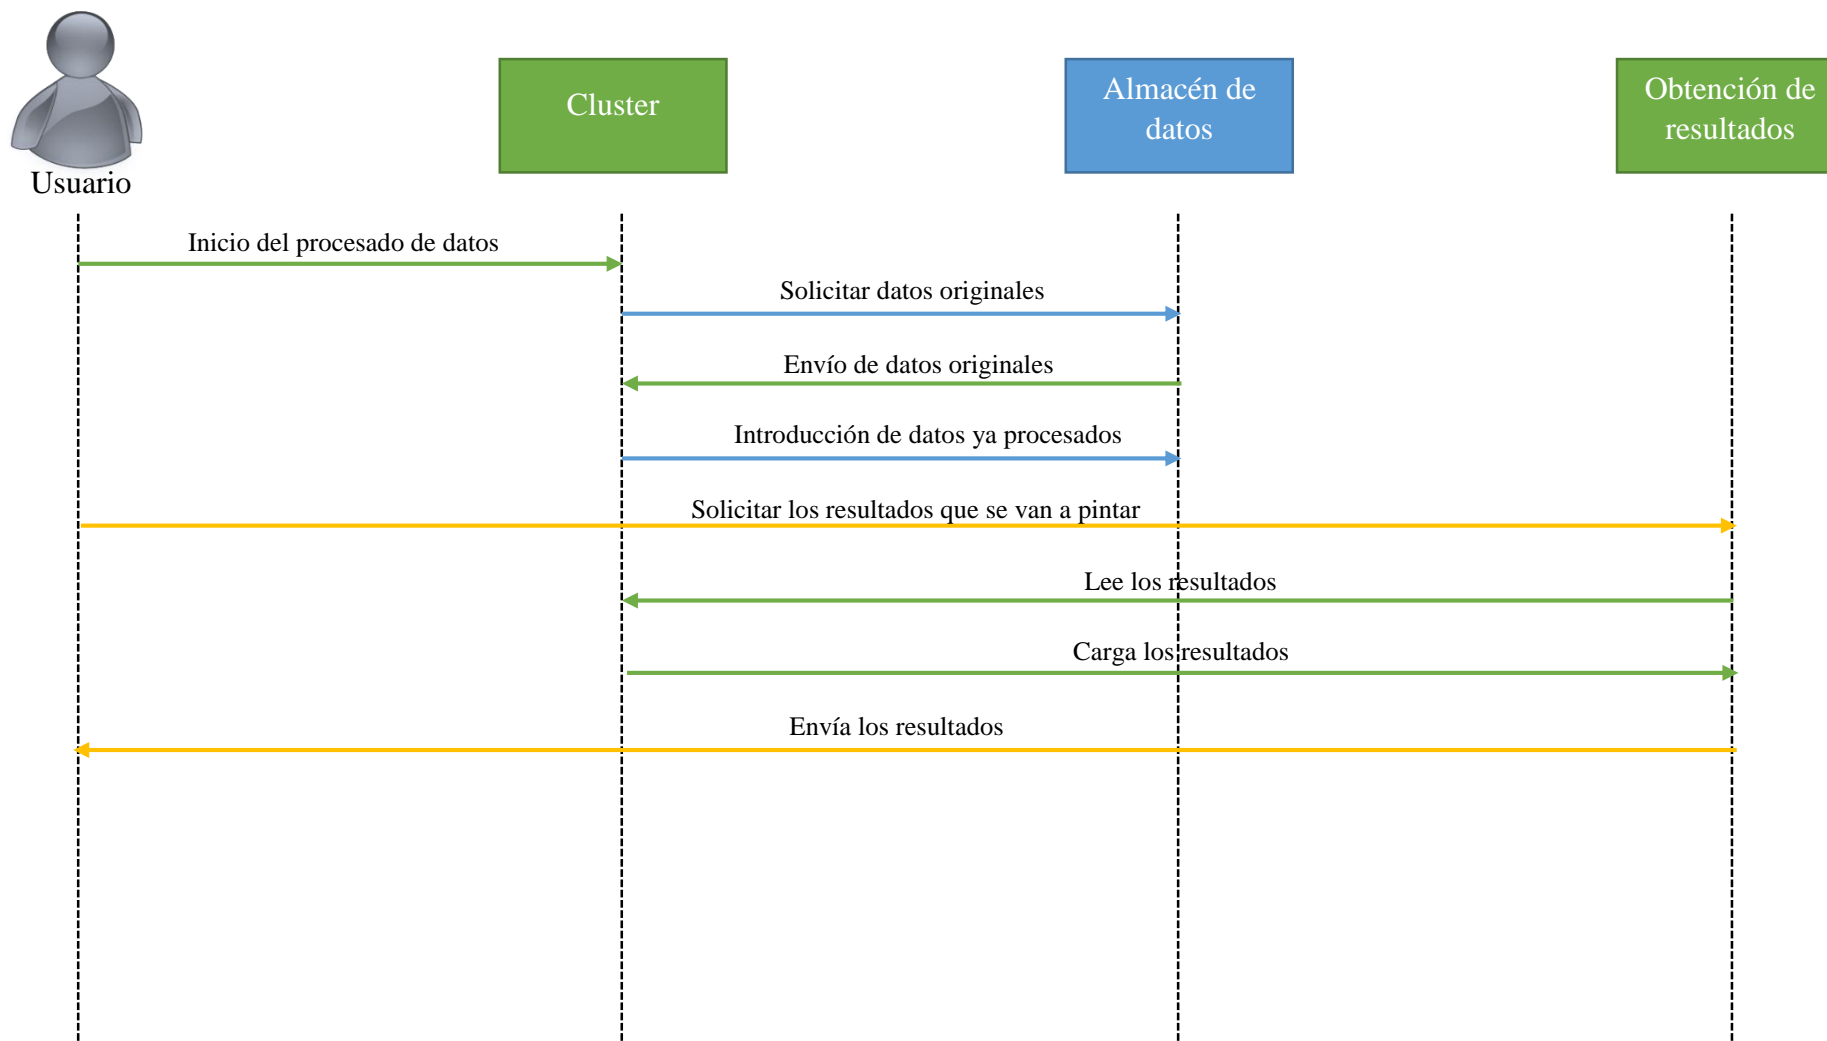 Usuario
Cluster
Almacén de
datos
Obtención de
resultados
Inicio del procesado de datos
Solicitar datos originales
Envío de datos originales
Introducción de datos ya procesados
Solicitar los resultados que se van a pintar
Lee los resultados
Carga los resultados
Envía los resultados